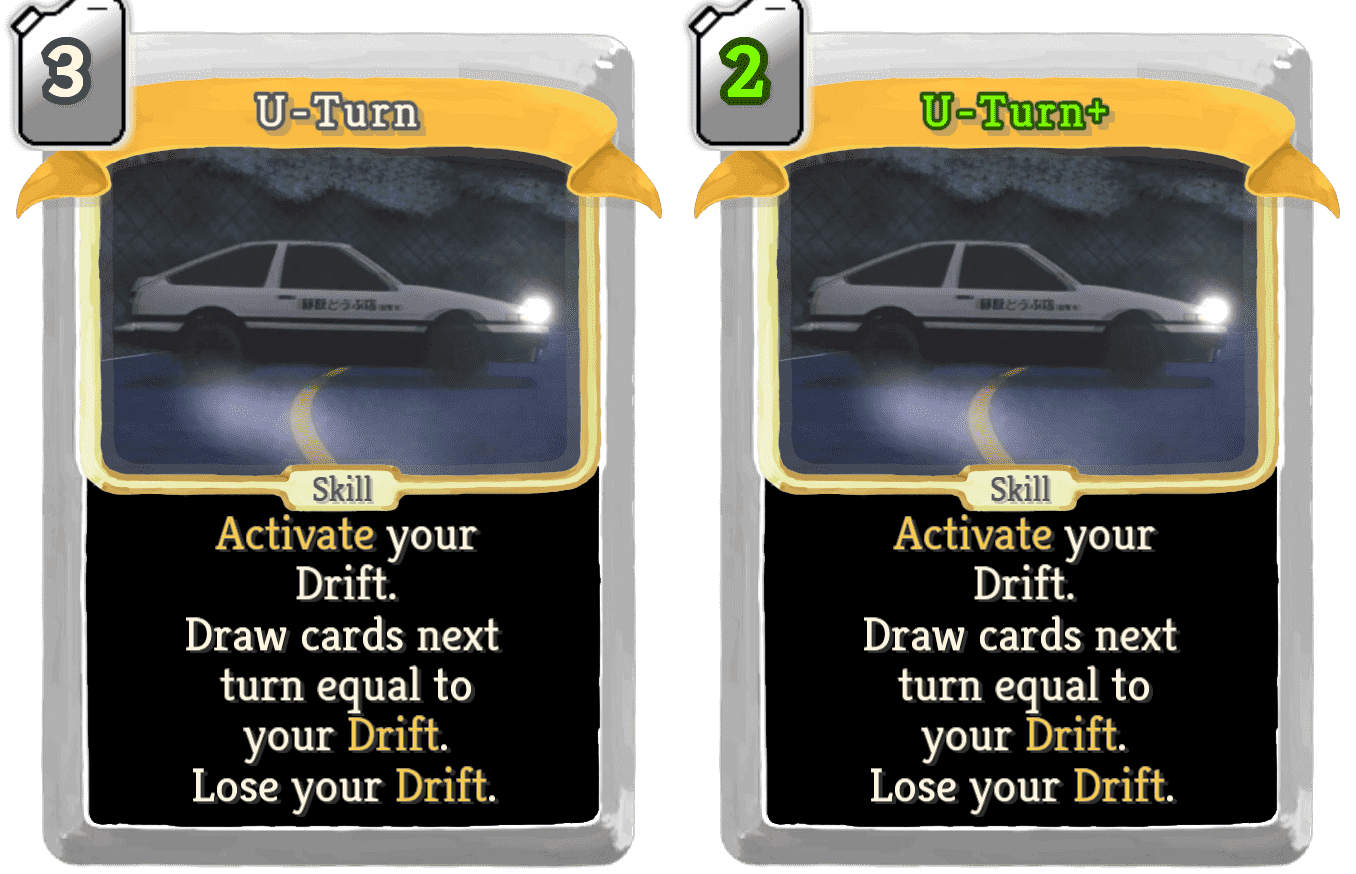 3
U-Turn
Skill
Activate your
Drift.
Draw cards next
turn equal to
your Drift.
Lose your Drift.
2
U-Turn+
Skill
Activate your
Drift.
Draw cards next
turn equal to
your Drift.
Lose your Drift.